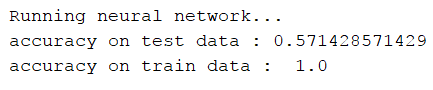 Running neural network...
accuracy on test data : 0.571428571429
accuracy on train data :  1.0